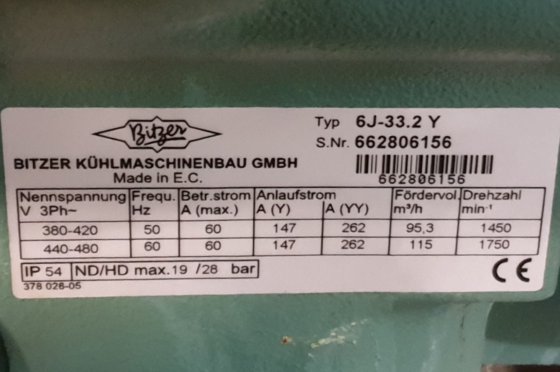 Bitzer
Typ 6J-33.2 Y
S.Nr. 662806156
662806156
BITZER KÜHLMASCHINENBAU GMBH
Made in E.C.
Nennspannung Frequ. Betr.strom Anlaufstrom Fördervol. Drehzahl
V 3Ph~ Hz A (max.) A (Y) A (YY) m³/h min⁻¹
380-420 50 60 147 262 95,3 1450
440-480 60 60 147 262 115 1750
IP 54 ND/HD max. 19 / 28 bar CE
378 026-05